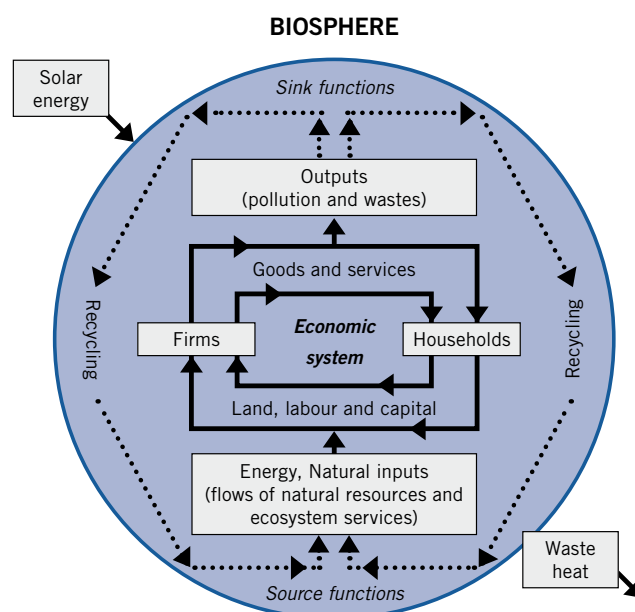 BIOSPHERE
Solar
energy
Sink functions
Outputs
(pollution and wastes)
Goods and services
Recycling
Firms
Economic
system
Households
Recycling
Land, labour and capital
Energy, Natural inputs
(flows of natural resources and
ecosystem services)
Source functions
Waste
heat